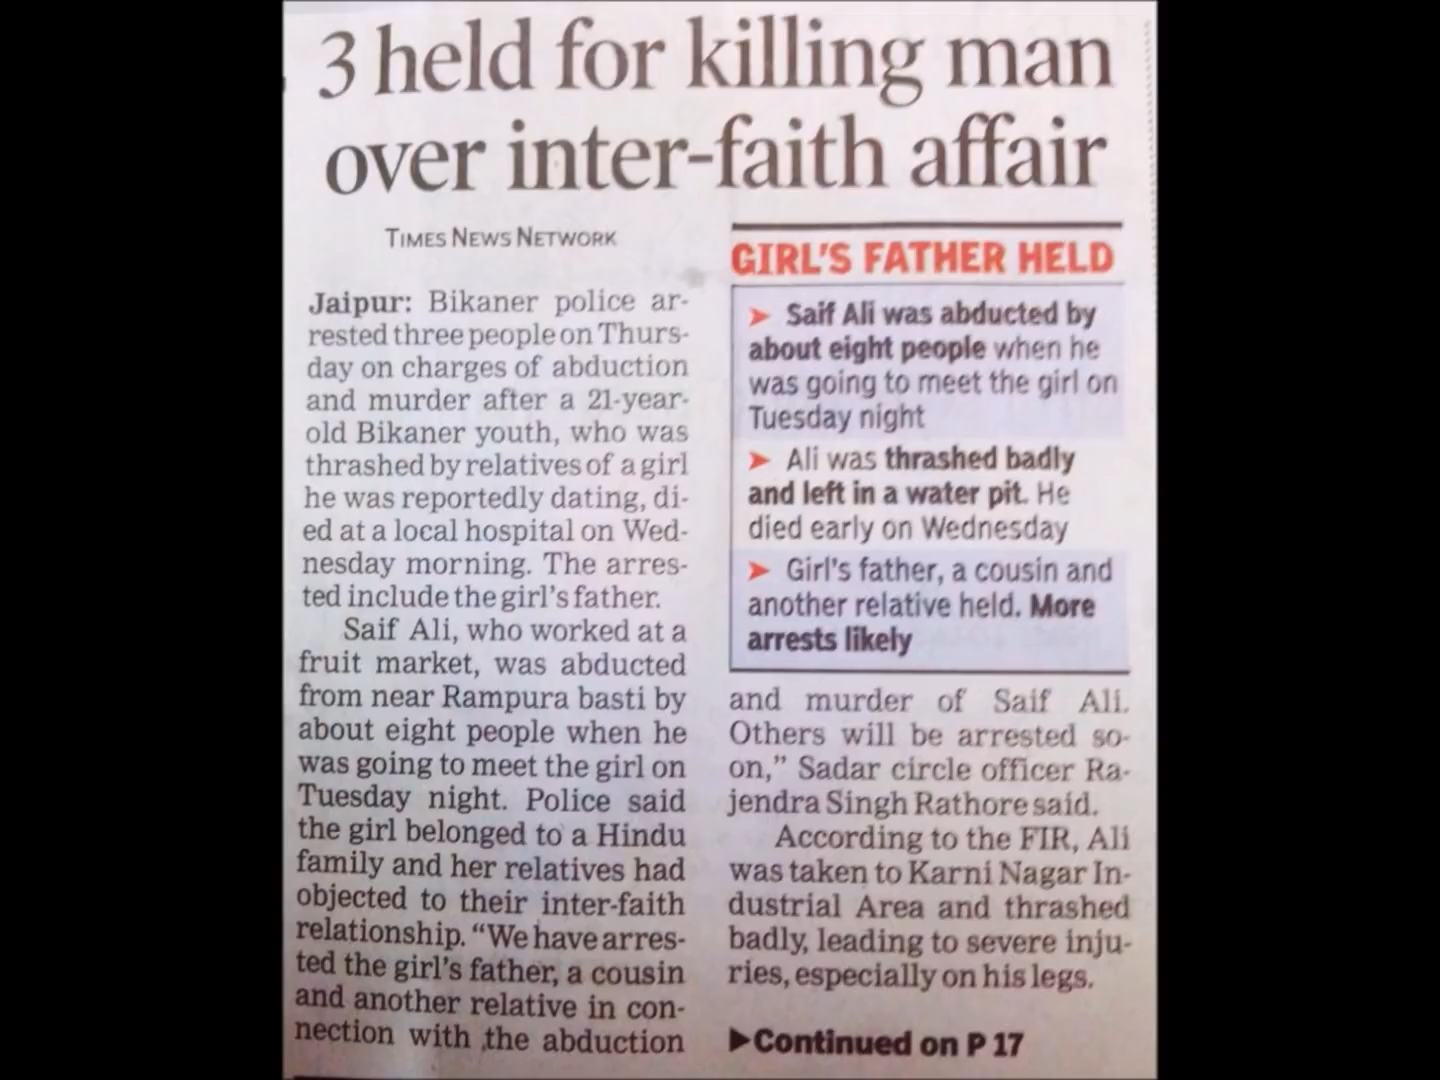 3 held for killing man
over inter-faith affair
TIMES NEWS NETWORK
Jaipur: Bikaner police ar-
rested three people on Thurs-
day on charges of abduction
and murder after a 21-year-
old Bikaner youth, who was
thrashed by relatives of a girl
he was reportedly dating, di-
ed at a local hospital on Wed-
nesday morning. The arres-
ted include the girl's father.
Saif Ali, who worked at a
fruit market, was abducted
from near Rampura basti by
about eight people when he
was going to meet the girl on
Tuesday night. Police said
the girl belonged to a Hindu
family and her relatives had
objected to their inter-faith
relationship. “We have arres-
ted the girl's father, a cousin
and another relative in con-
nection with the abduction
GIRL'S FATHER HELD
➤ Saif Ali was abducted by
about eight people when he
was going to meet the girl on
Tuesday night
➤ Ali was thrashed badly
and left in a water pit. He
died early on Wednesday
➤ Girl's father, a cousin and
another relative held. More
arrests likely
and murder of Saif Ali.
Others will be arrested so-
on,” Sadar circle officer Ra-
jendra Singh Rathore said.
According to the FIR, Ali
was taken to Karni Nagar In-
dustrial Area and thrashed
badly, leading to severe inju-
ries, especially on his legs.
▶Continued on P 17